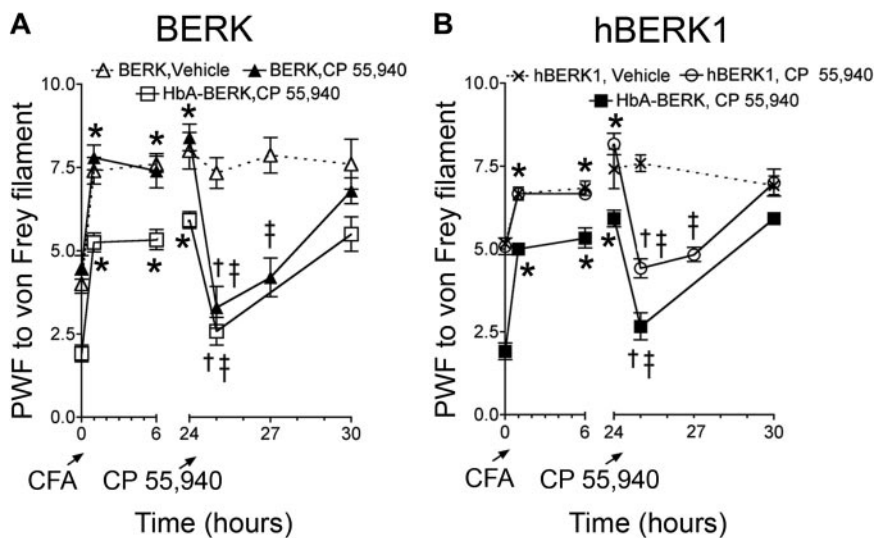 A
BERK
BERK,Vehicle
BERK,CP 55,940
HbA-BERK,CP 55,940
PWF to von Frey filament
10.0
7.5
5.0
2.5
0.0
*
*
*
*
*
*
† ‡
‡
† ‡
0
6
24
27
30
CFA
CP 55,940
Time (hours)
B
hBERK1
hBERK1, Vehicle
hBERK1, CP 55,940
HbA-BERK, CP 55,940
PWF to von Frey filament
10.0
7.5
5.0
2.5
0.0
*
*
*
*
*
*
† ‡
‡
† ‡
0
6
24
27
30
CFA
CP 55,940
Time (hours)